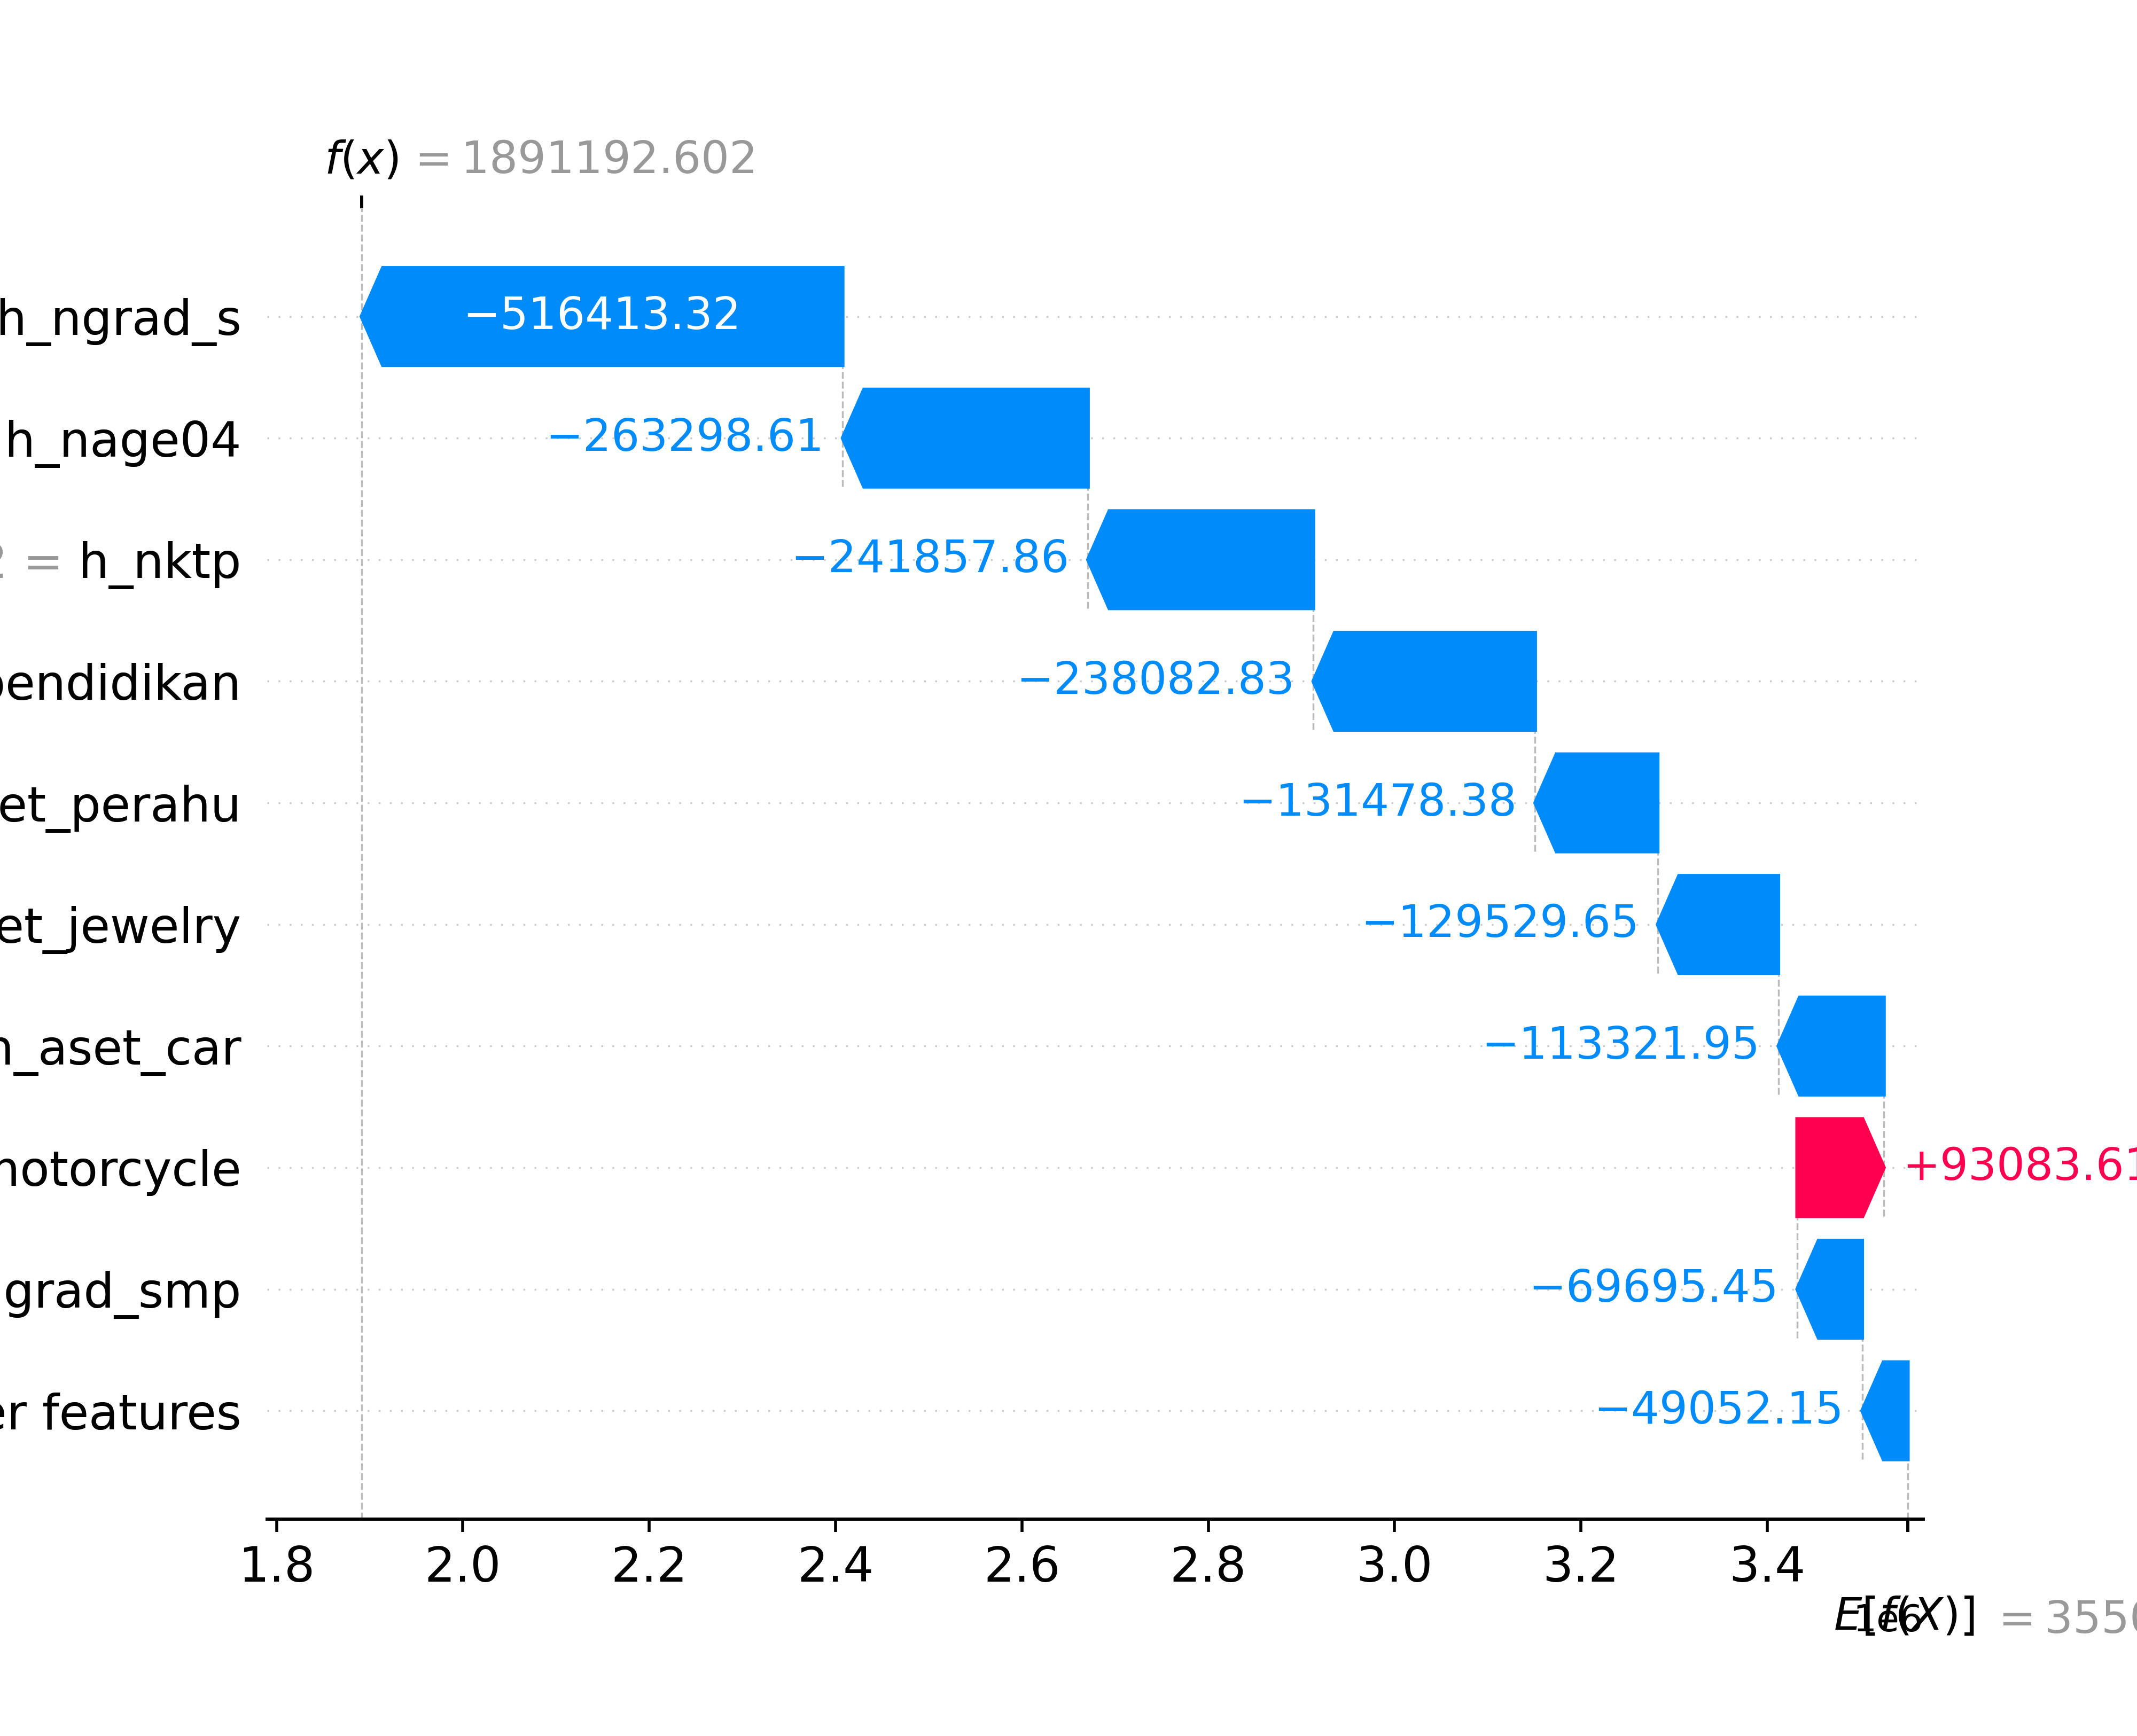 f(x) = 1891192.602
h_ngrad_s −516413.32
h_nage04 −263298.61
= h_nktp −241857.86
pendidikan −238082.83
et_perahu −131478.38
et_jewelry −129529.65
_aset_car −113321.95
otorcycle +93083.61
grad_smp −69695.45
er features −49052.15
1.8 2.0 2.2 2.4 2.6 2.8 3.0 3.2 3.4
1e6
E[f(X)] = 355